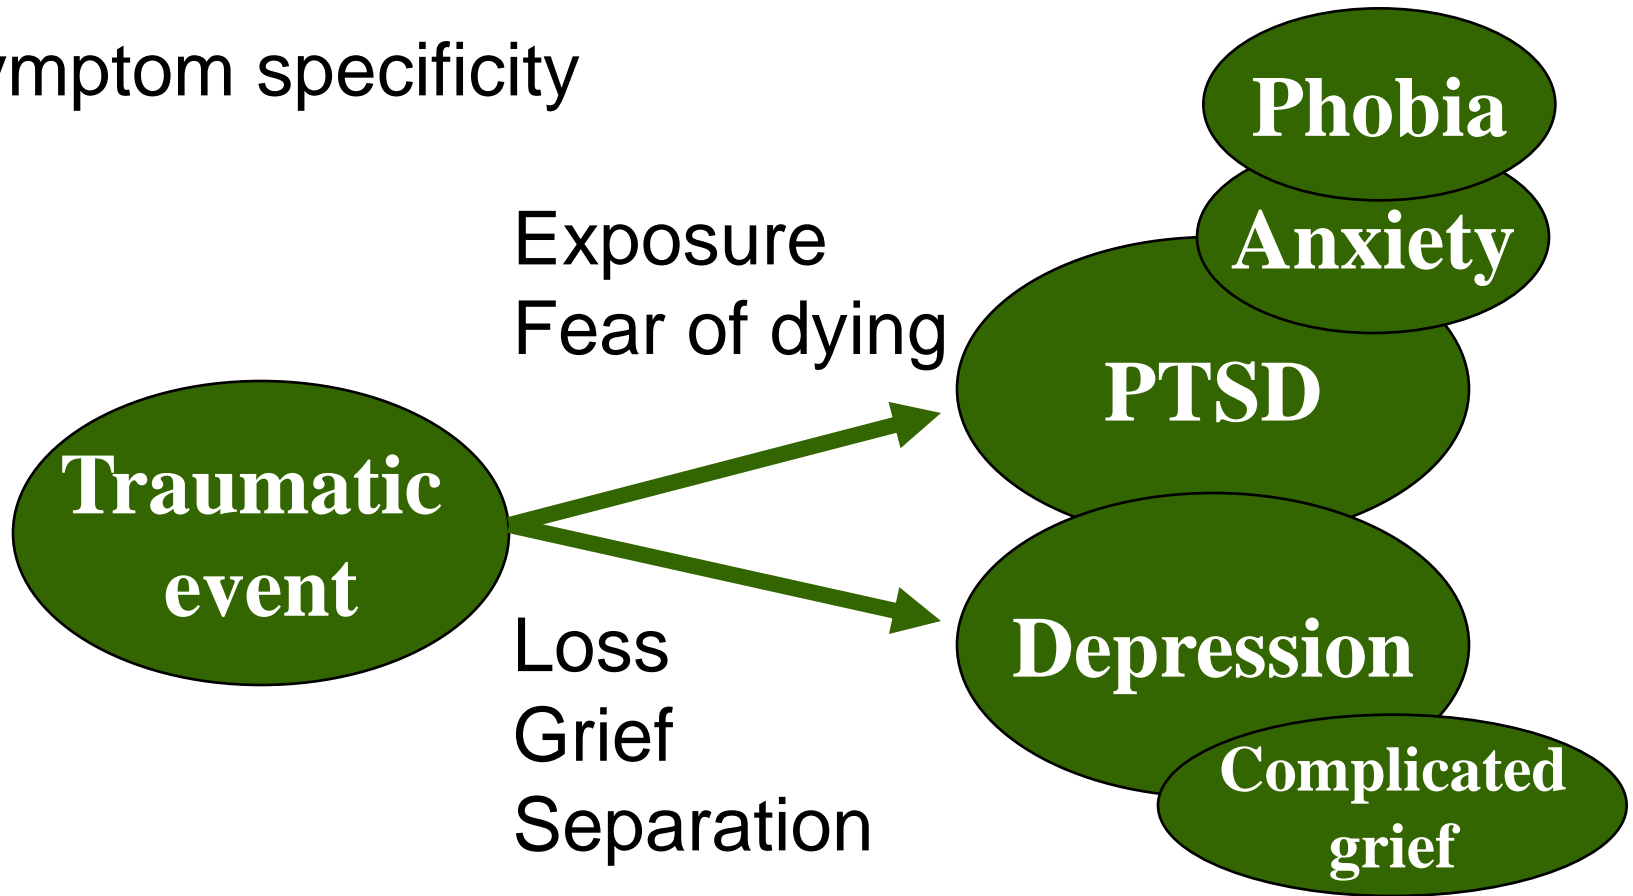 ymptom specificity
Phobia
Anxiety
Exposure
Fear of dying
PTSD
Traumatic
event
Loss
Grief
Separation
Depression
Complicated
grief